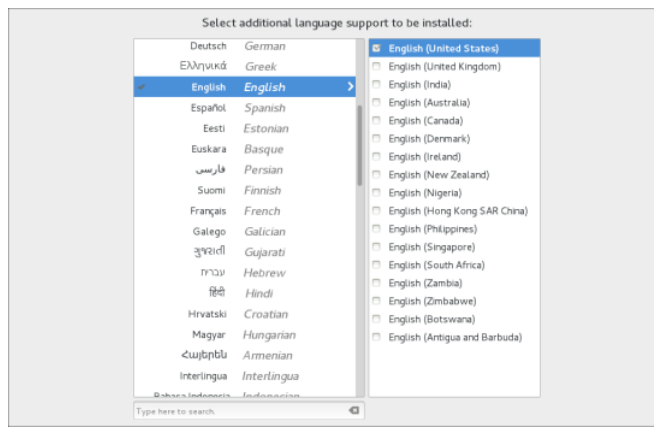 Select additional language support to be installed:
Deutsch German
Ελληνικά Greek
English English
Español Spanish
Eesti Estonian
Euskara Basque
فارسی Persian
Suomi Finnish
Français French
Galego Galician
ગુજરાતી Gujarati
עברית Hebrew
हिंदी Hindi
Hrvatski Croatian
Magyar Hungarian
Հայերեն Armenian
Interlingua Interlingua
Bahasa Indonesia Indonesian
Type here to search.
English (United States)
English (United Kingdom)
English (India)
English (Australia)
English (Canada)
English (Denmark)
English (Ireland)
English (New Zealand)
English (Nigeria)
English (Hong Kong SAR China)
English (Philippines)
English (Singapore)
English (South Africa)
English (Zambia)
English (Zimbabwe)
English (Botswana)
English (Antigua and Barbuda)